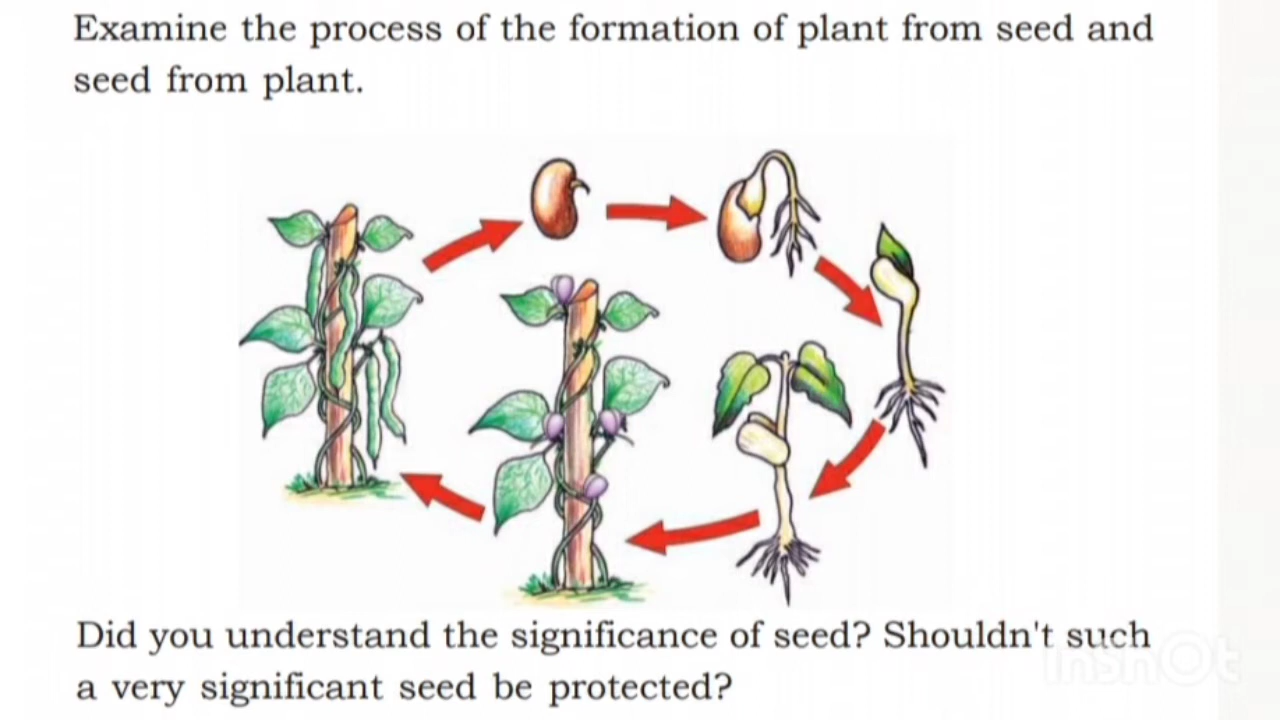 Examine the process of the formation of plant from seed and
seed from plant.
Did you understand the significance of seed? Shouldn't such
a very significant seed be protected?
InShOt